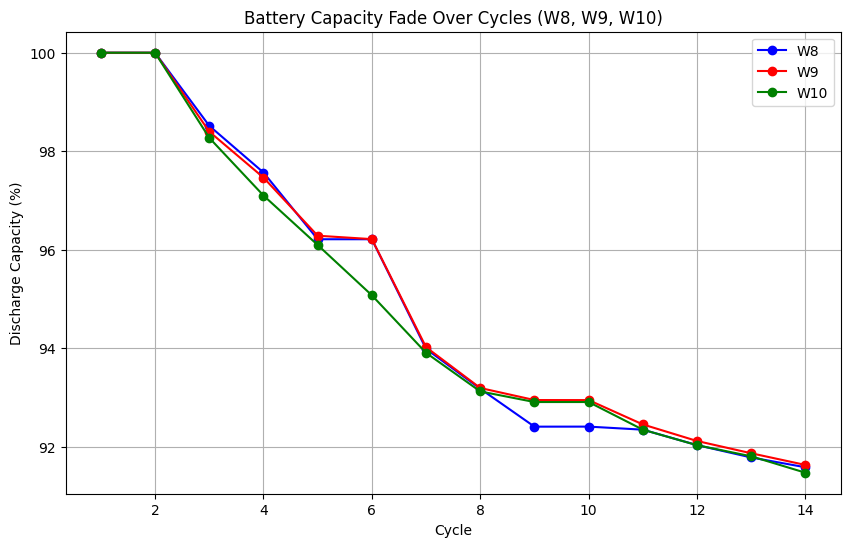 Battery Capacity Fade Over Cycles (W8, W9, W10)
W8
W9
W10
Discharge Capacity (%)
100
98
96
94
92
2 4 6 8 10 12 14
Cycle